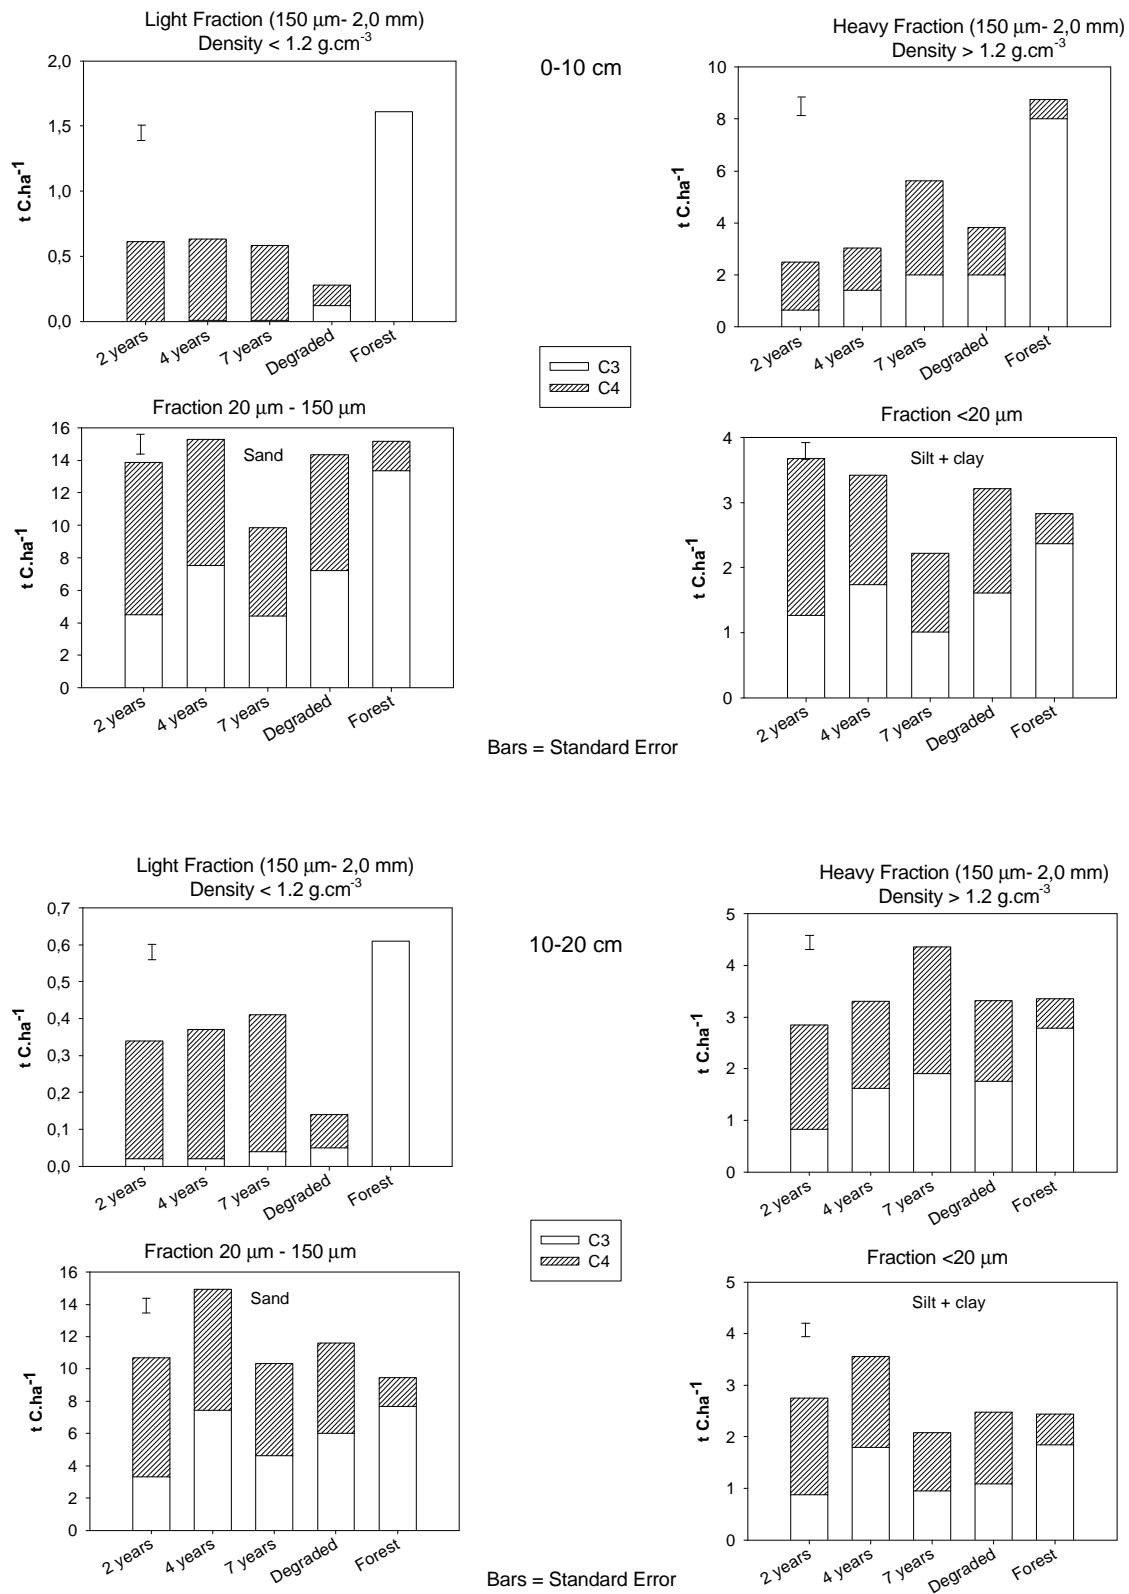 Light Fraction (150 μm- 2,0 mm)
Density < 1.2 g.cm-3
2,0
1,5
1,0
0,5
0,0
t C.ha-1
2 years
4 years
7 years
Degraded
Forest
0-10 cm
Heavy Fraction (150 μm- 2,0 mm)
Density > 1.2 g.cm-3
10
8
6
4
2
0
t C.ha-1
2 years
4 years
7 years
Degraded
Forest
C3
C4
Fraction 20 μm - 150 μm
Sand
16
14
12
10
8
6
4
2
0
t C.ha-1
2 years
4 years
7 years
Degraded
Forest
Fraction <20 μm
Silt + clay
4
3
2
1
0
t C.ha-1
2 years
4 years
7 years
Degraded
Forest
Bars = Standard Error
Light Fraction (150 μm- 2,0 mm)
Density < 1.2 g.cm-3
0,7
0,6
0,5
0,4
0,3
0,2
0,1
0,0
t C.ha-1
2 years
4 years
7 years
Degraded
Forest
10-20 cm
Heavy Fraction (150 μm- 2,0 mm)
Density > 1.2 g.cm-3
5
4
3
2
1
0
t C.ha-1
2 years
4 years
7 years
Degraded
Forest
C3
C4
Fraction 20 μm - 150 μm
Sand
16
14
12
10
8
6
4
2
0
t C.ha-1
2 years
4 years
7 years
Degraded
Forest
Fraction <20 μm
Silt + clay
5
4
3
2
1
0
t C.ha-1
2 years
4 years
7 years
Degraded
Forest
Bars = Standard Error